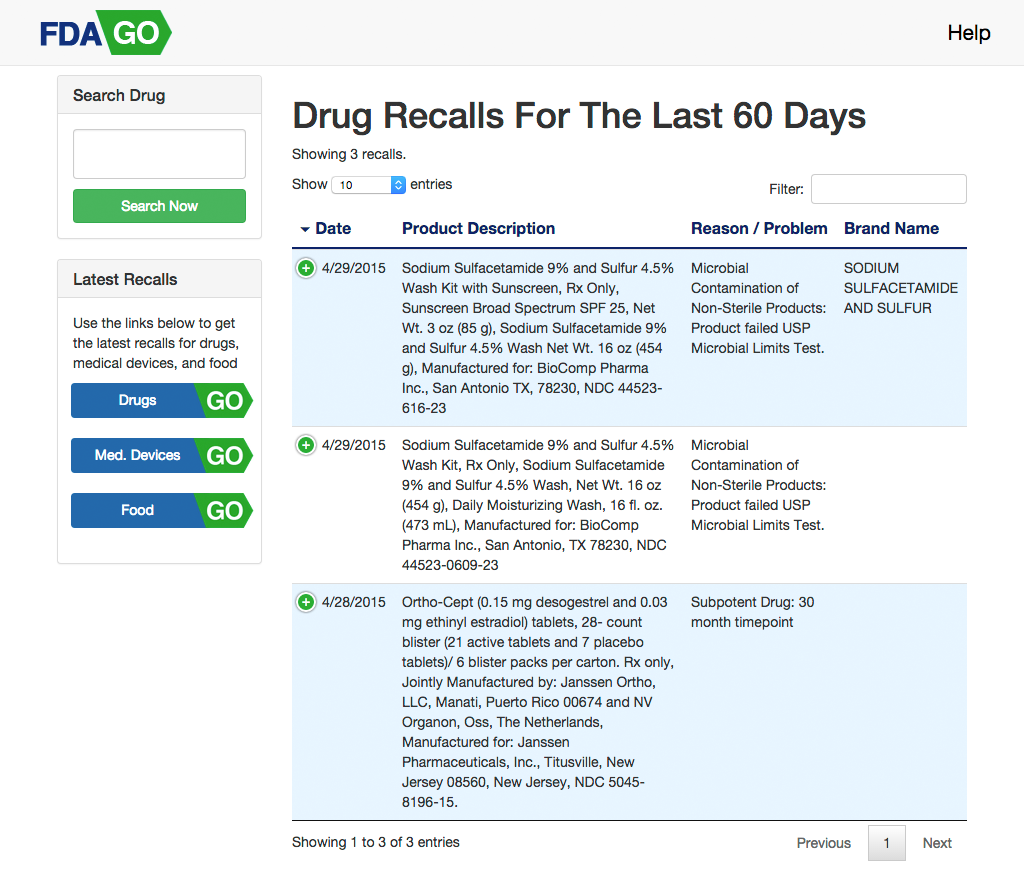 FDA GO
Help
Search Drug
Search Now
Latest Recalls
Use the links below to get
the latest recalls for drugs,
medical devices, and food
Drugs GO
Med. Devices GO
Food GO
Drug Recalls For The Last 60 Days
Showing 3 recalls.
Show 10 entries
Filter:
Date Product Description Reason / Problem Brand Name
4/29/2015
Sodium Sulfacetamide 9% and Sulfur 4.5%
Wash Kit with Sunscreen, Rx Only,
Sunscreen Broad Spectrum SPF 25, Net
Wt. 3 oz (85 g), Sodium Sulfacetamide 9%
and Sulfur 4.5% Wash Net Wt. 16 oz (454
g), Manufactured for: BioComp Pharma
Inc., San Antonio TX, 78230, NDC 44523-
616-23
Microbial
Contamination of
Non-Sterile Products:
Product failed USP
Microbial Limits Test.
SODIUM
SULFACETAMIDE
AND SULFUR
4/29/2015
Sodium Sulfacetamide 9% and Sulfur 4.5%
Wash Kit, Rx Only, Sodium Sulfacetamide
9% and Sulfur 4.5% Wash, Net Wt. 16 oz
(454 g), Daily Moisturizing Wash, 16 fl. oz.
(473 mL), Manufactured for: BioComp
Pharma Inc., San Antonio, TX 78230, NDC
44523-0609-23
Microbial
Contamination of
Non-Sterile Products:
Product failed USP
Microbial Limits Test.
4/28/2015
Ortho-Cept (0.15 mg desogestrel and 0.03
mg ethinyl estradiol) tablets, 28- count
blister (21 active tablets and 7 placebo
tablets)/ 6 blister packs per carton. Rx only,
Jointly Manufactured by: Janssen Ortho,
LLC, Manati, Puerto Rico 00674 and NV
Organon, Oss, The Netherlands,
Manufactured for: Janssen
Pharmaceuticals, Inc., Titusville, New
Jersey 08560, New Jersey, NDC 5045-
8196-15.
Subpotent Drug: 30
month timepoint
Showing 1 to 3 of 3 entries
Previous 1 Next